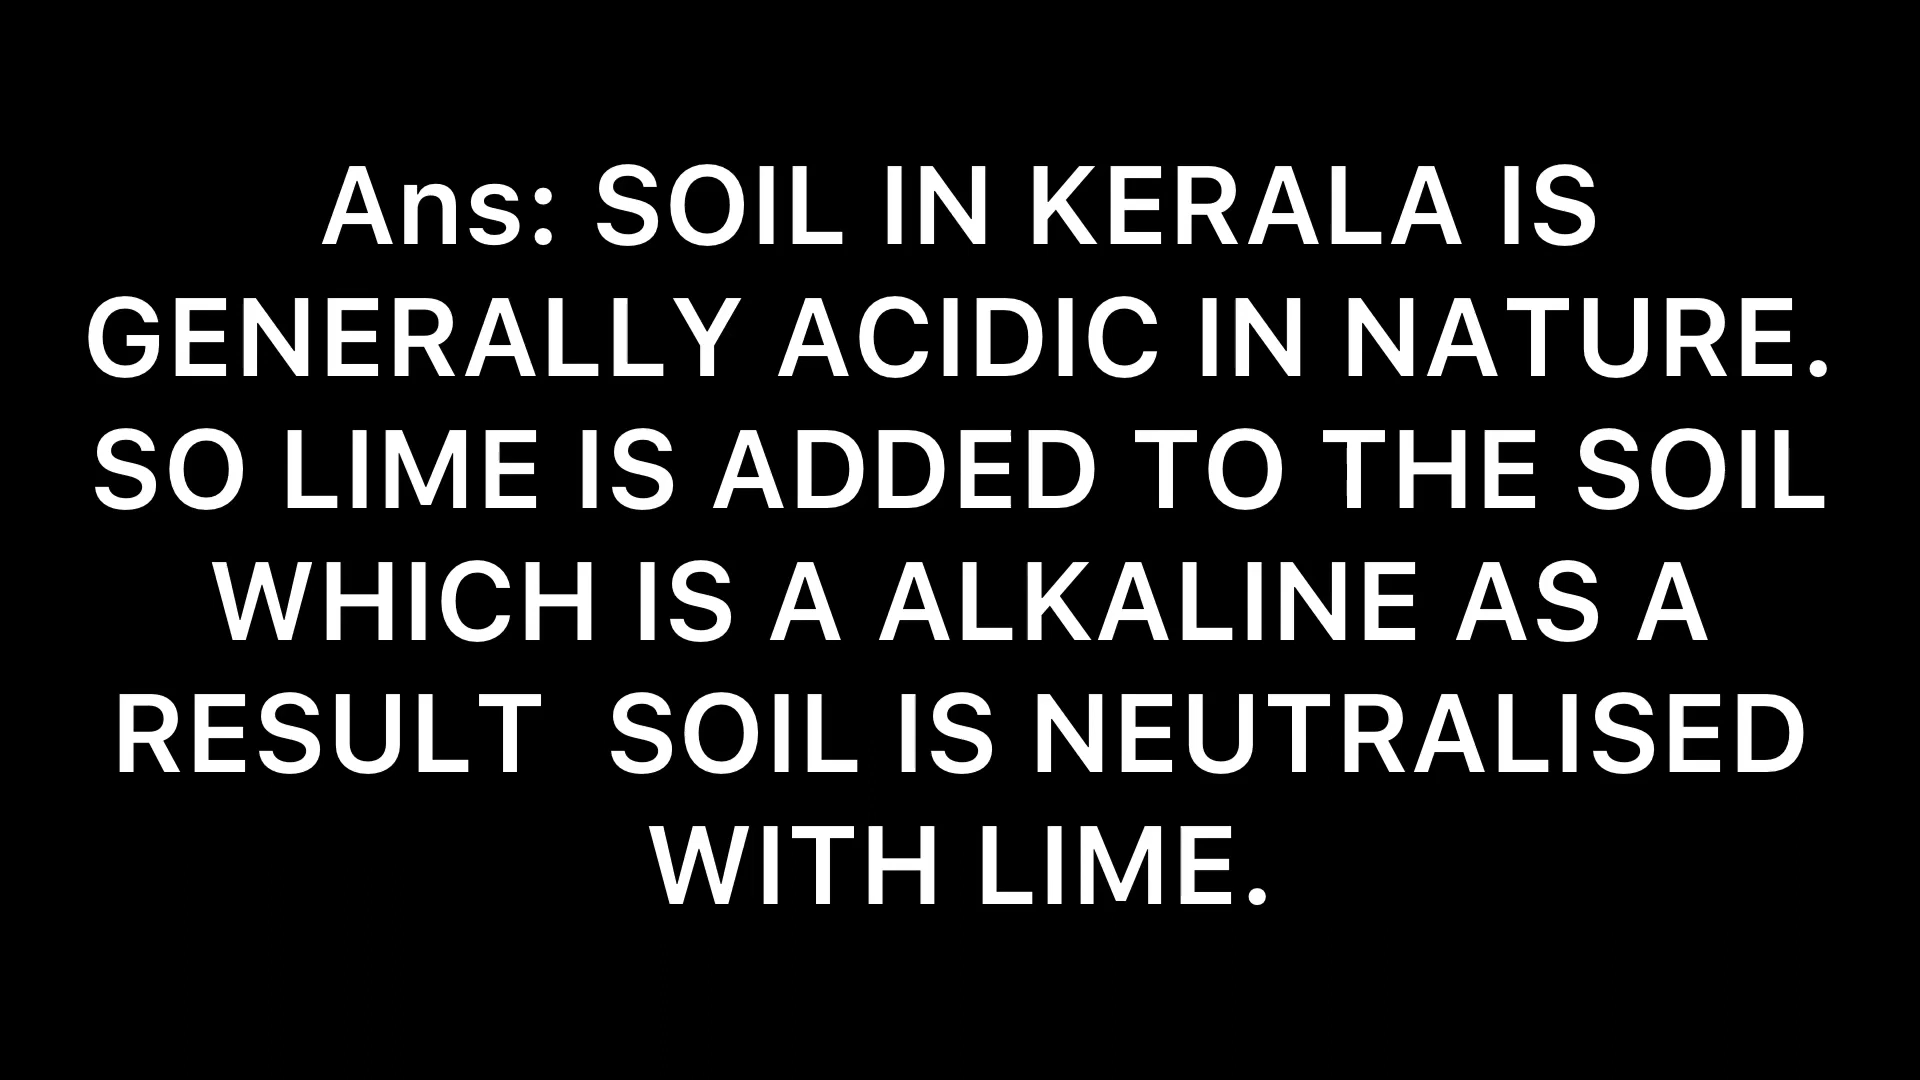 Ans: SOIL IN KERALA IS
GENERALLY ACIDIC IN NATURE.
SO LIME IS ADDED TO THE SOIL
WHICH IS A ALKALINE AS A
RESULT  SOIL IS NEUTRALISED
WITH LIME.